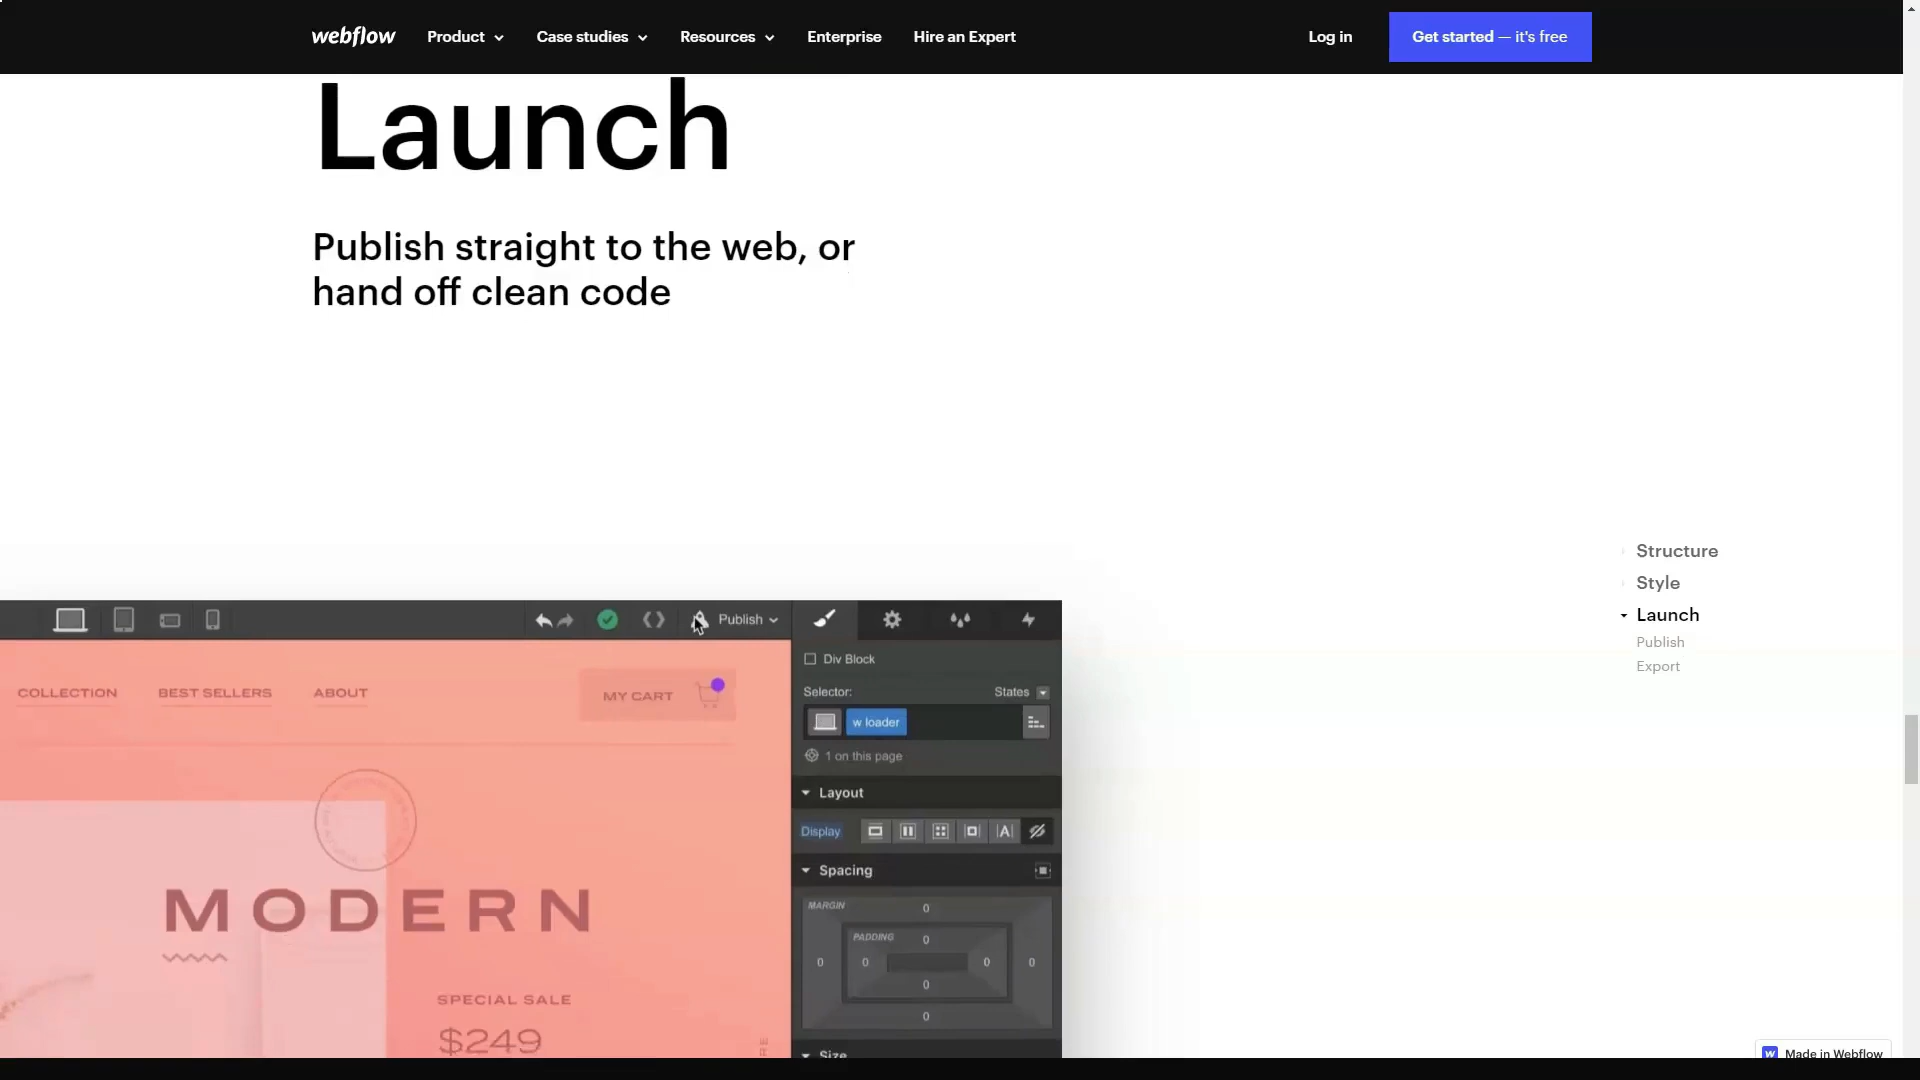 webflow Product Case studies Resources Enterprise Hire an Expert Log in Get started — it's free
Launch
Publish straight to the web, or
hand off clean code
Structure
Style
Launch
Publish
Export
Publish
COLLECTION BEST SELLERS ABOUT MY CART
MODERN
SPECIAL SALE
$249
Div Block
Selector: States
w loader
1 on this page
Layout
Display
Spacing
MARGIN 0
PADDING 0
0 0 0 0
0
0
Size
Made in Webflow